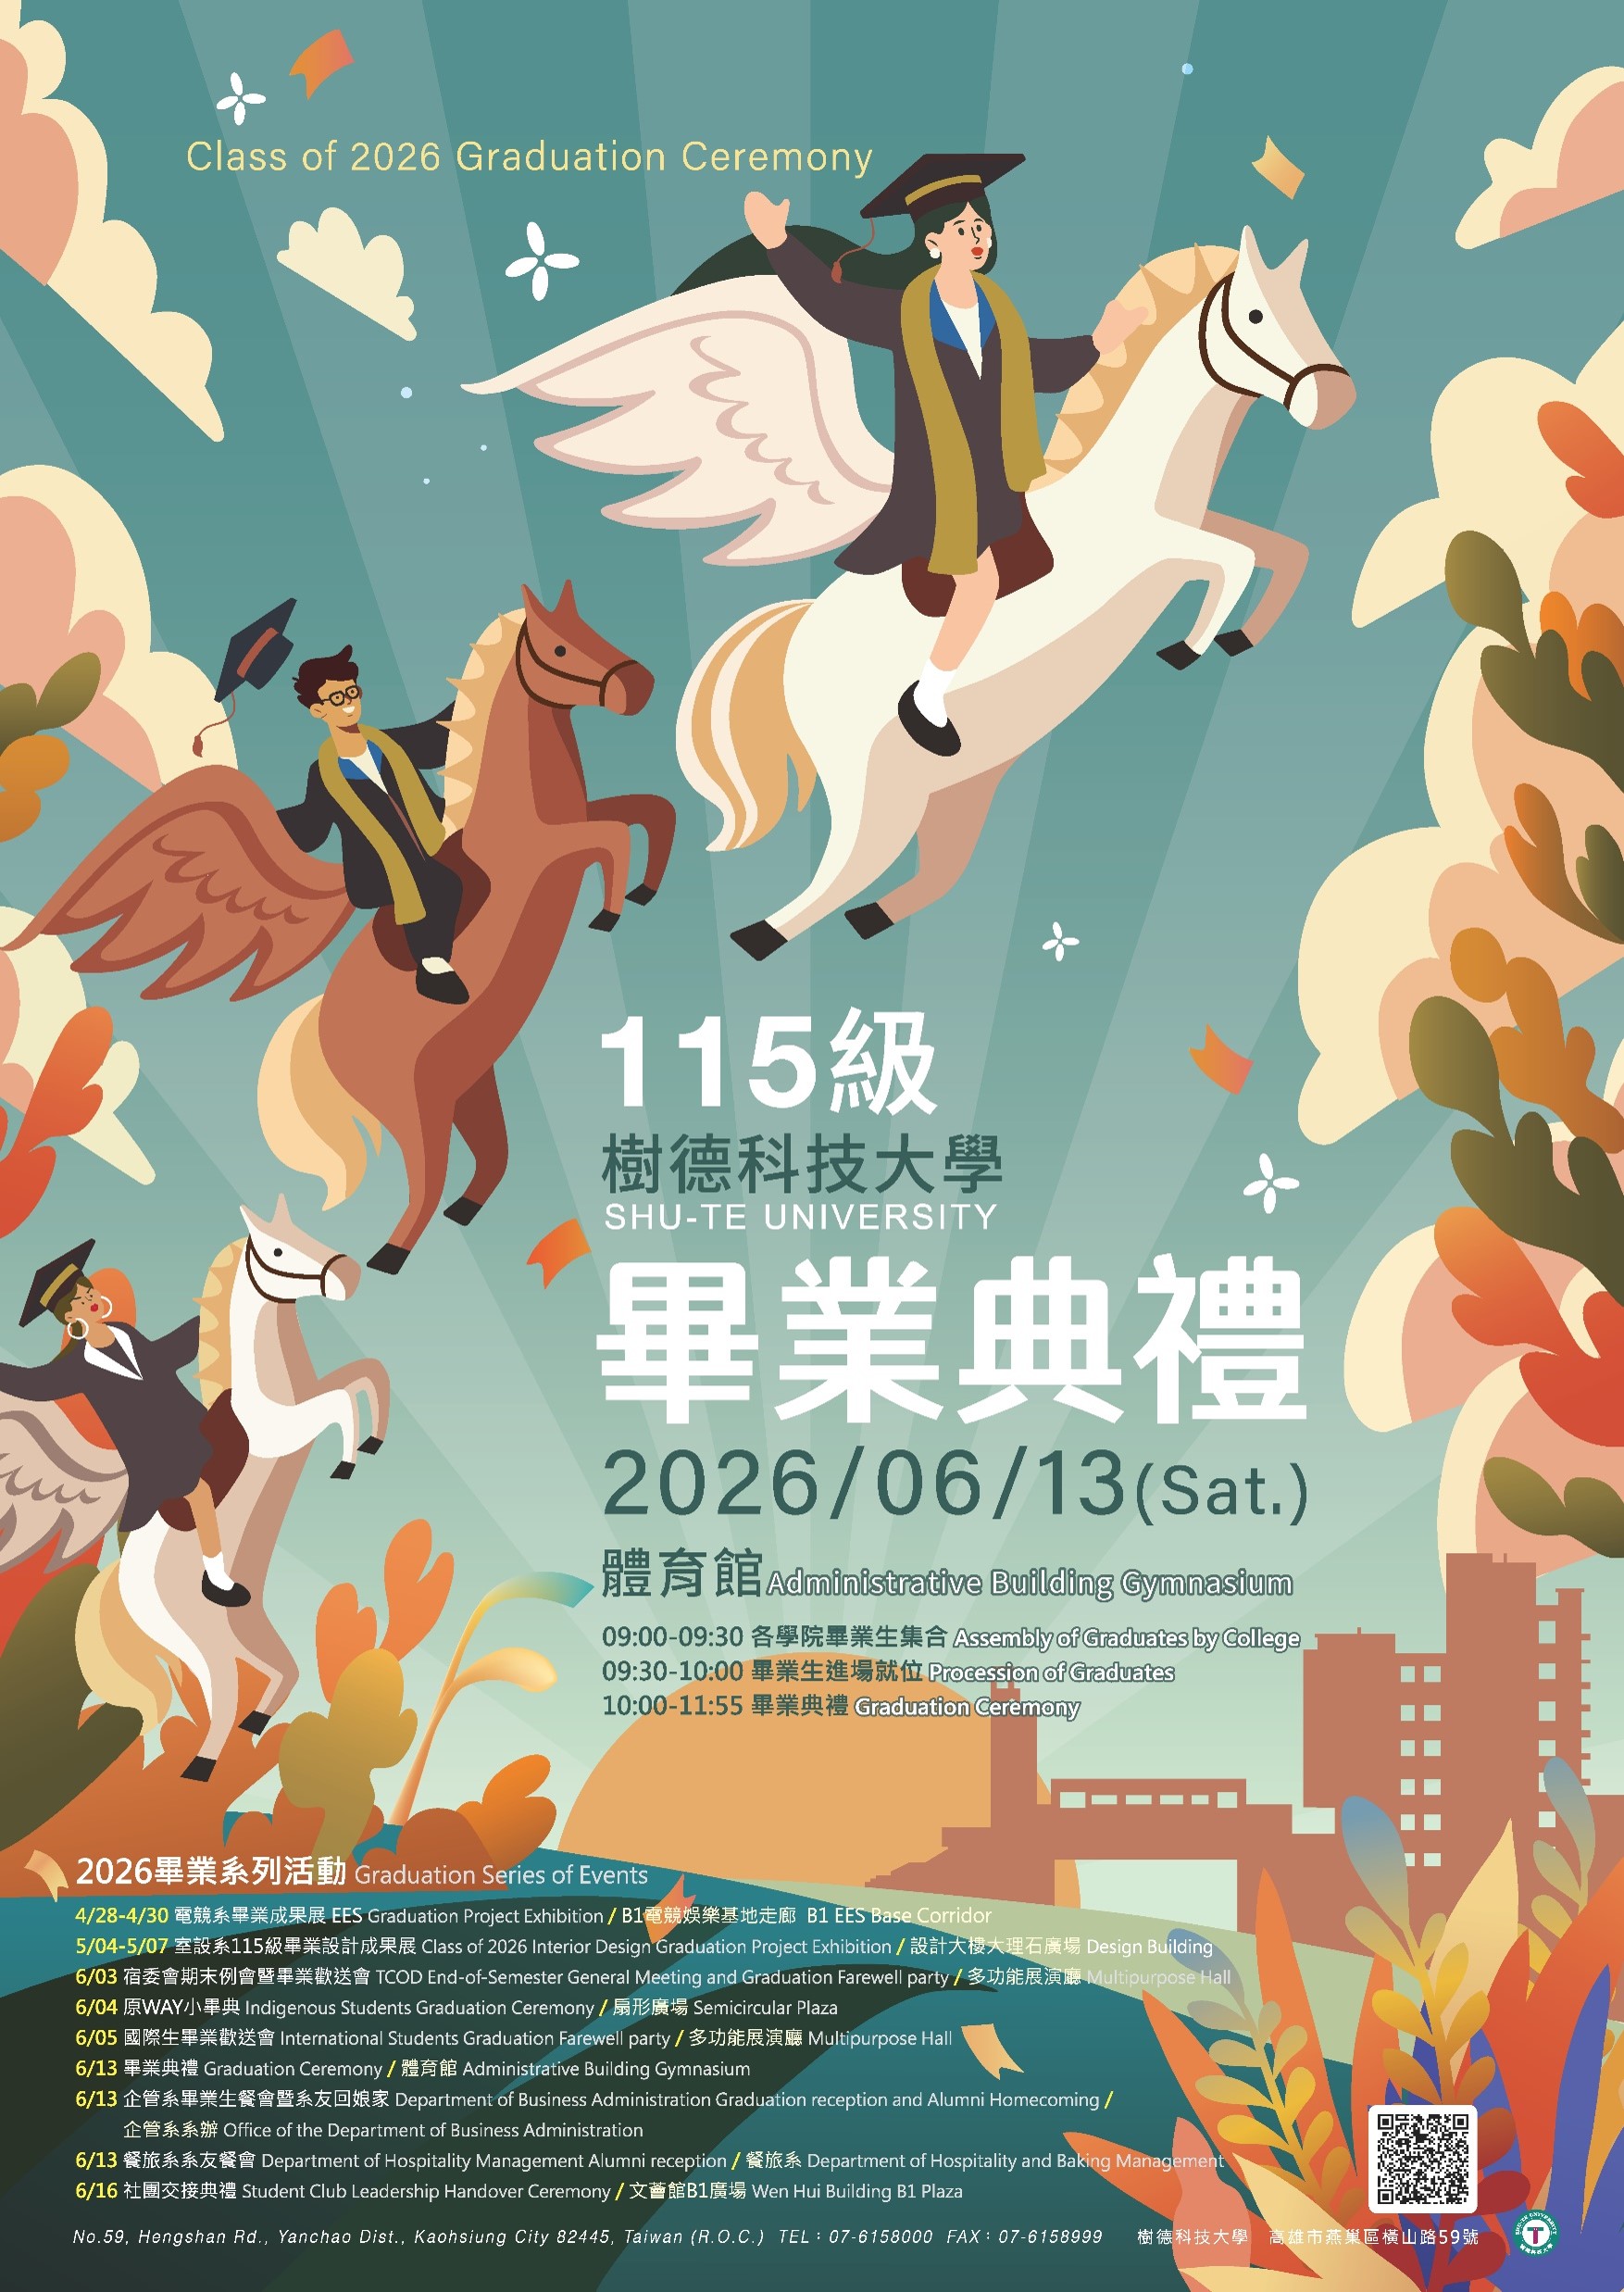 Class of 2026 Graduation Ceremony
115級
樹德科技大學
SHU-TE UNIVERSITY
畢業典禮
2026/06/13(Sat.)
體育館Administrative Building Gymnasium
09:00-09:30 各學院畢業生集合 Assembly of Graduates by College
09:30-10:00 畢業生進場就位 Procession of Graduates
10:00-11:55 畢業典禮 Graduation Ceremony
2026畢業系列活動 Graduation Series of Events
4/28-4/30 電競系畢業成果展 EES Graduation Project Exhibition / B1電競娛樂基地走廊 B1 EES Base Corridor
5/04-5/07 室設系115級畢業設計成果展 Class of 2026 Interior Design Graduation Project Exhibition / 設計大樓大理石廣場 Design Building
6/03 宿委會期末例會暨畢業歡送會 TCOD End-of-Semester General Meeting and Graduation Farewell party / 多功能展演廳 Multipurpose Hall
6/04 原WAY小畢典 Indigenous Students Graduation Ceremony / 扇形廣場 Semicircular Plaza
6/05 國際生畢業歡送會 International Students Graduation Farewell party / 多功能展演廳 Multipurpose Hall
6/13 畢業典禮 Graduation Ceremony / 體育館 Administrative Building Gymnasium
6/13 企管系畢業生餐會暨系友回娘家 Department of Business Administration Graduation reception and Alumni Homecoming /
企管系系辦 Office of the Department of Business Administration
6/13 餐旅系系友餐會 Department of Hospitality Management Alumni reception / 餐旅系 Department of Hospitality and Baking Management
6/16 社團交接典禮 Student Club Leadership Handover Ceremony / 文薈館B1廣場 Wen Hui Building B1 Plaza
No.59, Hengshan Rd., Yanchao Dist., Kaohsiung City 82445, Taiwan (R.O.C.) TEL：07-6158000 FAX：07-6158999 樹德科技大學 高雄市燕巢區橫山路59號